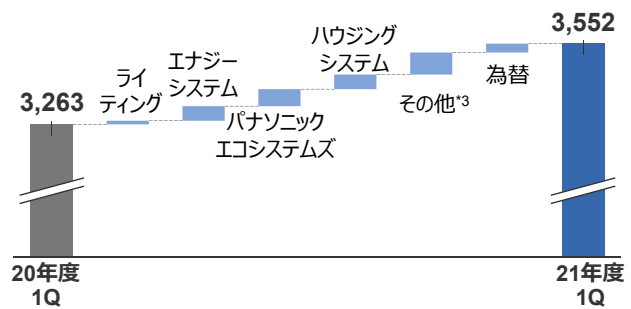 3,552
ハウジング
システム
エナジー
システム
ライ
ティング
3,263
為替
その他*3
パナソニック
エコシステムズ
20年度
1Q
21年度
1Q